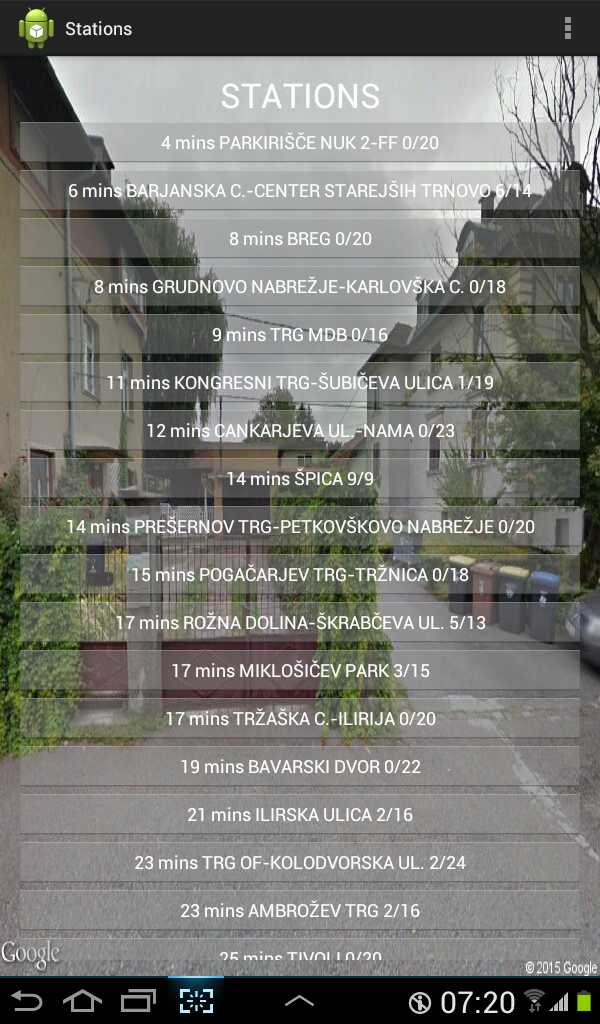 Stations
STATIONS
4 mins PARKIRIŠČE NUK 2-FF 0/20
6 mins BARJANSKA C.-CENTER STAREJŠIH TRNOVO 6/14
8 mins BREG 0/20
8 mins GRUDNOVO NABREŽJE-KARLOVŠKA C. 0/18
9 mins TRG MDB 0/16
11 mins KONGRESNI TRG-ŠUBIČEVA ULICA 1/19
12 mins CANKARJEVA UL.-NAMA 0/23
14 mins ŠPICA 9/9
14 mins PREŠERNOV TRG-PETKOVŠKOVO NABREŽJE 0/20
15 mins POGAČARJEV TRG-TRŽNICA 0/18
17 mins ROŽNA DOLINA-ŠKRABČEVA UL. 5/13
17 mins MIKLOŠIČEV PARK 3/15
17 mins TRŽAŠKA C.-ILIRIJA 0/20
19 mins BAVARSKI DVOR 0/22
21 mins ILIRSKA ULICA 2/16
23 mins TRG OF-KOLODVORSKA UL. 2/24
23 mins AMBROŽEV TRG 2/16
25 mins TIVOLI 0/20
Google
© 2015 Google
07:20